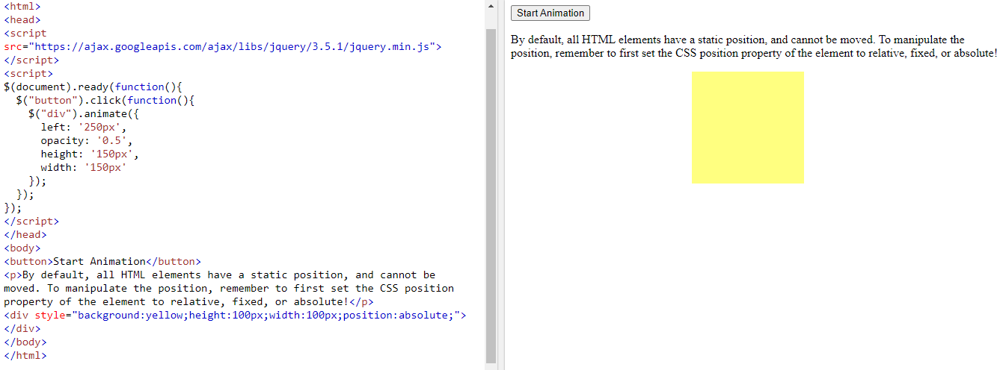 <html>
<head>
<script
src="https://ajax.googleapis.com/ajax/libs/jquery/3.5.1/jquery.min.js">
</script>
<script>
$(document).ready(function(){
  $("button").click(function(){
    $("div").animate({
      left: '250px',
      opacity: '0.5',
      height: '150px',
      width: '150px'
    });
  });
});
</script>
</head>
<body>
<button>Start Animation</button>
<p>By default, all HTML elements have a static position, and cannot be
moved. To manipulate the position, remember to first set the CSS position
property of the element to relative, fixed, or absolute!</p>
<div style="background:yellow;height:100px;width:100px;position:absolute;">
</div>
</body>
</html>
Start Animation
By default, all HTML elements have a static position, and cannot be moved. To manipulate the
position, remember to first set the CSS position property of the element to relative, fixed, or absolute!